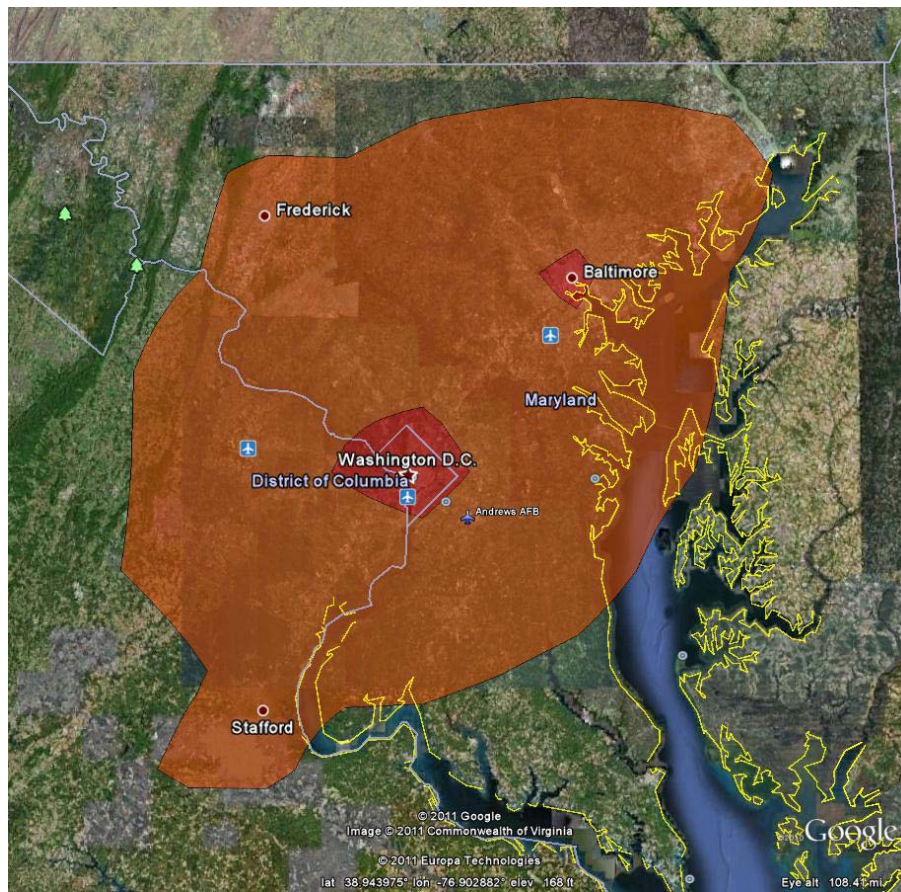 Frederick
Baltimore
Maryland
Washington D.C.
District of Columbia
Andrews AFB
Stafford
© 2011 Google
Image © 2011 Commonwealth of Virginia
© 2011 Europa Technologies
Google
lat 38.943975° lon -76.902882° elev 168 ft
Eye alt 108.41 mi